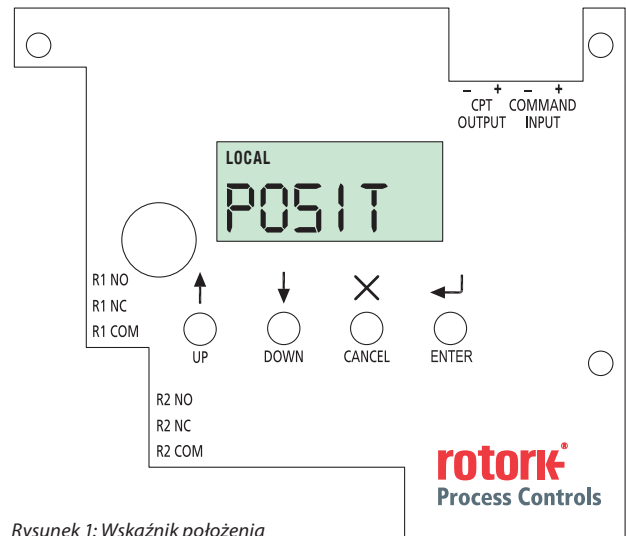 – + – +
CPT COMMAND
OUTPUT INPUT
LOCAL
POSIT
R1 NO
R1 NC
R1 COM
UP DOWN CANCEL ENTER
R2 NO
R2 NC
R2 COM
rotork®
Process Controls
Rysunek 1: Wskaźnik położenia